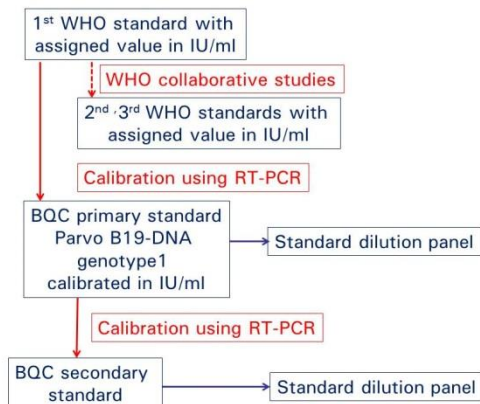 1st WHO standard with
assigned value in IU/ml
WHO collaborative studies
2nd ,3rd WHO standards with
assigned value in IU/ml
Calibration using RT-PCR
BQC primary standard
Parvo B19-DNA
genotype1
calibrated in IU/ml
Standard dilution panel
Calibration using RT-PCR
BQC secondary
standard
Standard dilution panel